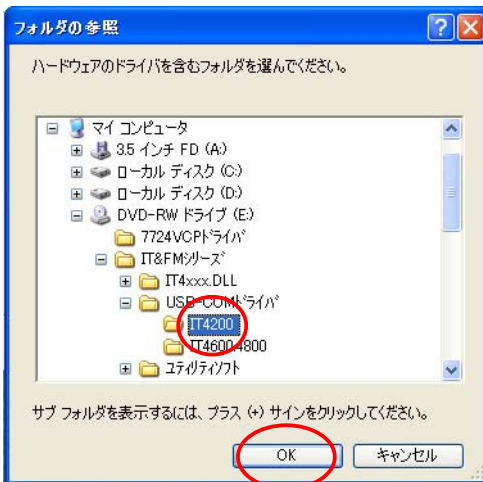 フォルダの参照
ハードウェアのドライバを含むフォルダを選んでください。
マイ コンピュータ
3.5 インチ FD (A:)
ローカル ディスク (C:)
ローカル ディスク (D:)
DVD-RW ドライブ (E:)
7724VCPﾄﾞﾗｲﾊﾞ
IT&FMｼﾘｰｽﾞ
IT4xxx.DLL
USB-COMﾄﾞﾗｲﾊﾞ
IT4200
IT4600,4800
ﾕﾃｨﾘﾃｨｿﾌﾄ
サブ フォルダを表示するには、プラス (+) サインをクリックしてください。
OK キャンセル